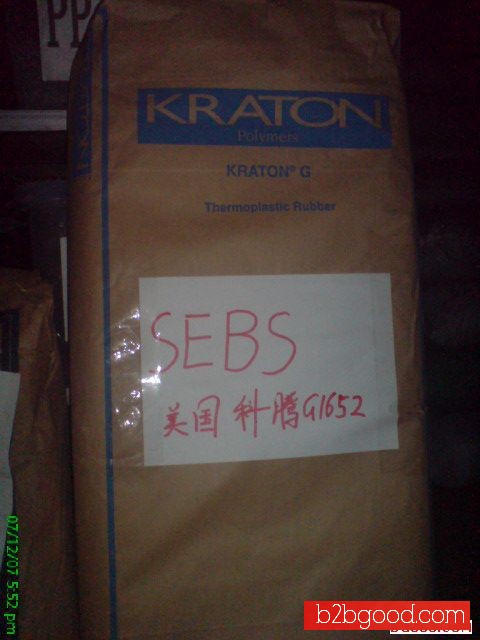 PP
KRATON
Polymers
KRATON® G
Thermoplastic Rubber
SEBS
美国 科腾G1652
07/12/07 5:52 pm
b2bgood.com